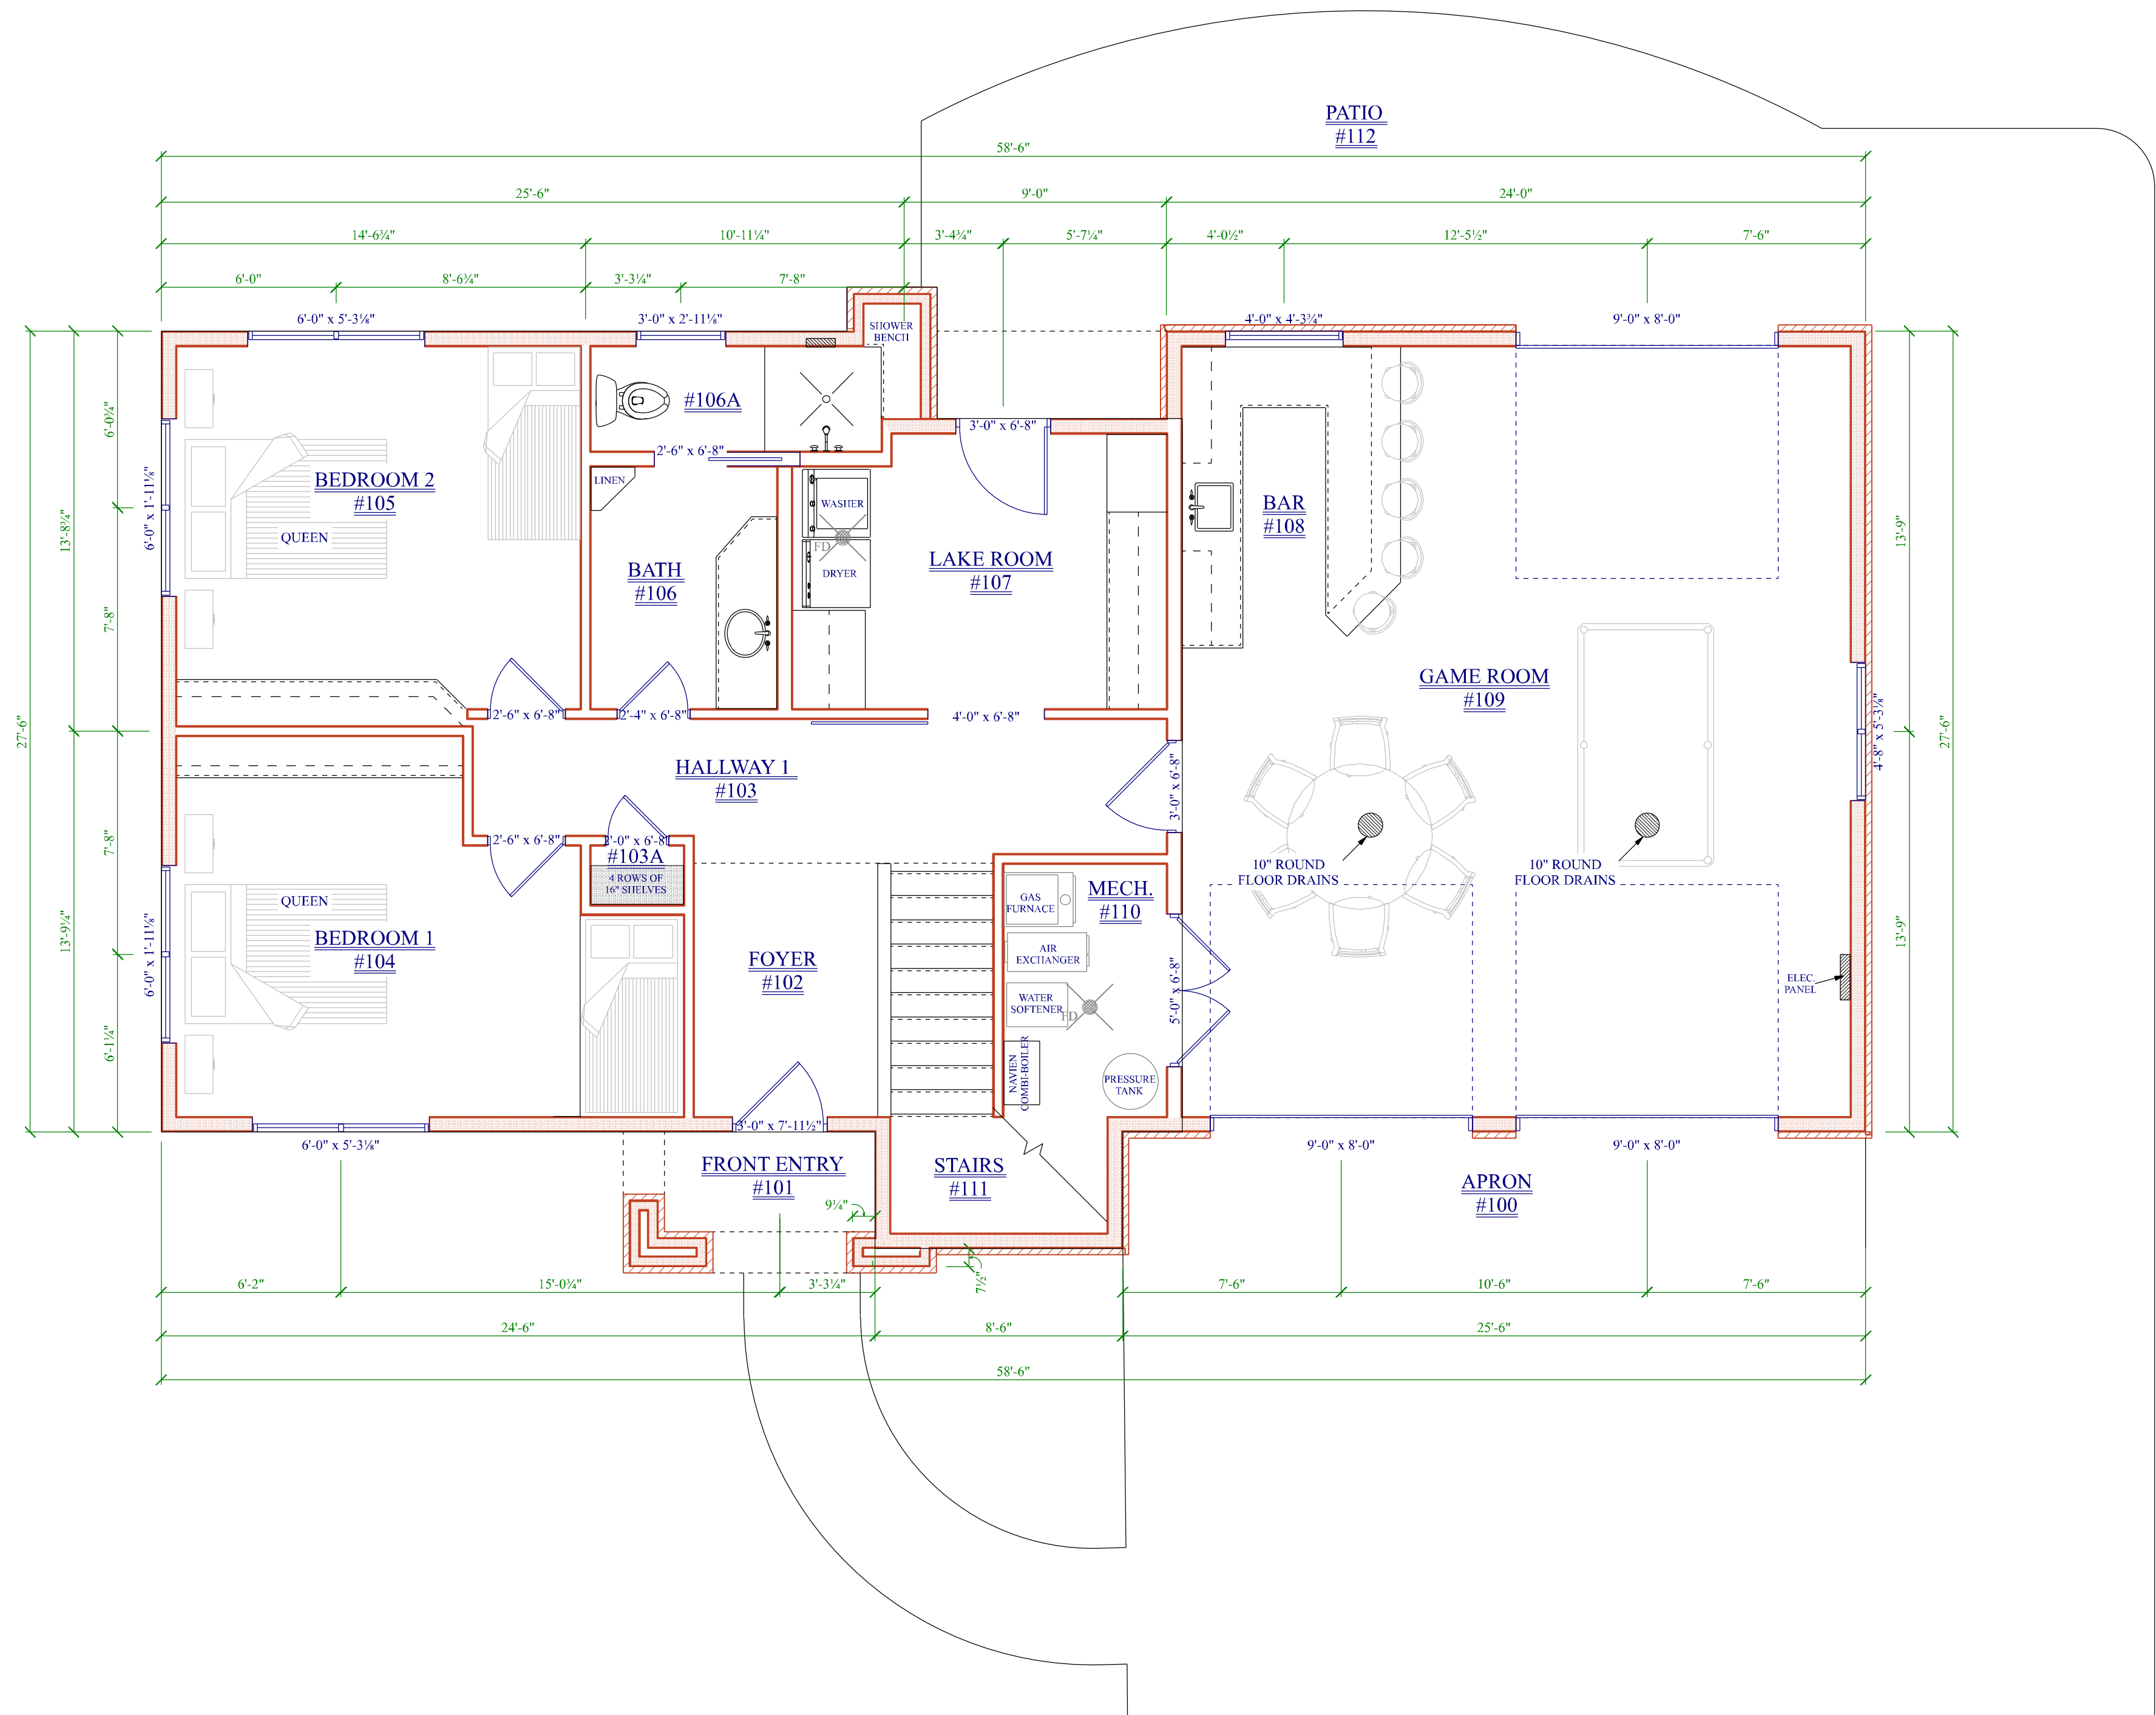 PATIO
#112
58'-6"
25'-6"
9'-0"
24'-0"
14'-6¾"
10'-11¼"
3'-4¾"
5'-7¼"
4'-0½"
12'-5½"
7'-6"
6'-0"
8'-6¾"
3'-3¼"
7'-8"
6'-0" x 5'-3⅛"
3'-0" x 2'-11⅛"
SHOWER
BENCH
4'-0" x 4'-3¾"
9'-0" x 8'-0"
#106A
3'-0" x 6'-8"
6'-0¾"
2'-6" x 6'-8"
BEDROOM 2
#105
LINEN
WASHER
BAR
#108
6'-0" x 1'-11⅛"
13'-8¾"
QUEEN
FD
13'-9"
LAKE ROOM
#107
BATH
#106
DRYER
7'-8"
GAME ROOM
#109
2'-6" x 6'-8"
2'-4" x 6'-8"
4'-0" x 6'-8"
27'-6"
4'-8" x 5'-3⅛"
27'-6"
HALLWAY 1
#103
3'-0" x 6'-8"
7'-8"
2'-6" x 6'-8"
2'-0" x 6'-8"
#103A
4 ROWS OF
16" SHELVES
10" ROUND
FLOOR DRAINS
10" ROUND
FLOOR DRAINS
MECH.
#110
GAS
FURNACE
QUEEN
13'-9¼"
BEDROOM 1
#104
6'-0" x 1'-11⅛"
13'-9"
FOYER
#102
AIR
EXCHANGER
5'-0" x 6'-8"
ELEC.
PANEL
WATER
SOFTENER
FD
6'-1¼"
NAVIEN
COMBI-BOILER
PRESSURE
TANK
3'-0" x 7'-11½"
6'-0" x 5'-3⅛"
9'-0" x 8'-0"
9'-0" x 8'-0"
FRONT ENTRY
#101
STAIRS
#111
APRON
#100
9¼"
7½"
6'-2"
15'-0¾"
3'-3¼"
7'-6"
10'-6"
7'-6"
24'-6"
8'-6"
25'-6"
58'-6"